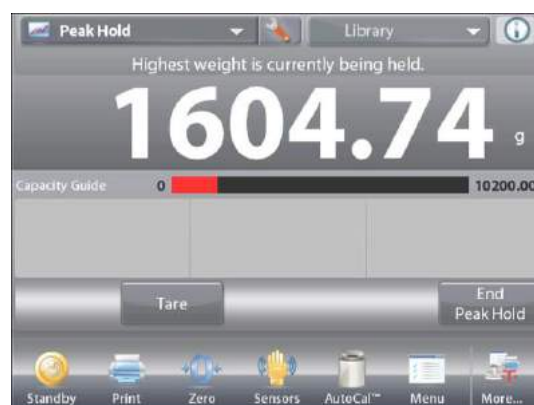 Peak Hold
Library
Highest weight is currently being held.
1604.74 g
Capacity Guide 0 10200.00
Tare
End
Peak Hold
Standby Print Zero Sensors AutoCal™ Menu More...